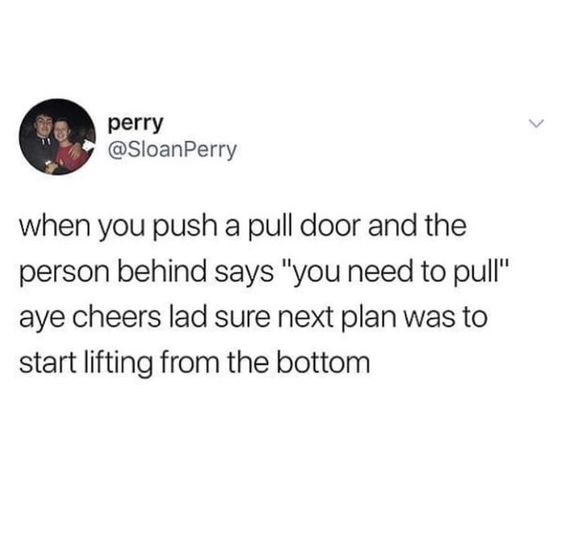 perry
@SloanPerry
when you push a pull door and the
person behind says "you need to pull"
aye cheers lad sure next plan was to
start lifting from the bottom